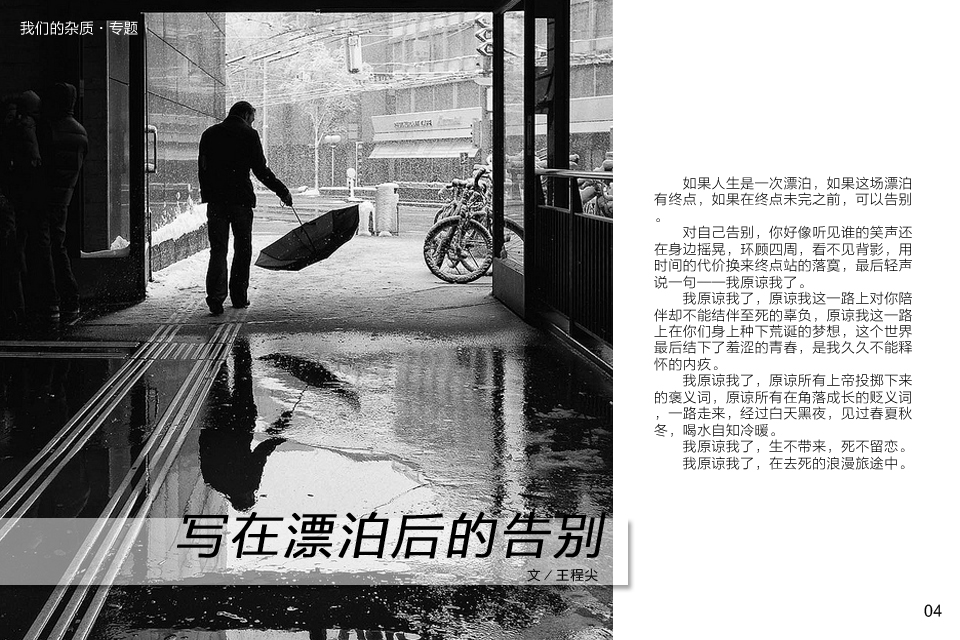 我们的杂质·专题
如果人生是一次漂泊，如果这场漂泊
有终点，如果在终点未完之前，可以告别
。
对自己告别，你好像听见谁的笑声还
在身边摇晃，环顾四周，看不见背影，用
时间的代价换来终点站的落寞，最后轻声
说一句——我原谅我了。
我原谅我了，原谅我这一路上对你陪
伴却不能结伴至死的辜负，原谅我这一路
上在你们身上种下荒诞的梦想，这个世界
最后结下了羞涩的青春，是我久久不能释
怀的内疚。
我原谅我了，原谅所有上帝投掷下来
的褒义词，原谅所有在角落成长的贬义词
，一路走来，经过白天黑夜，见过春夏秋
冬，喝水自知冷暖。
我原谅我了，生不带来，死不留恋。
我原谅我了，在去死的浪漫旅途中。
写在漂泊后的告别
文／王程尖
04